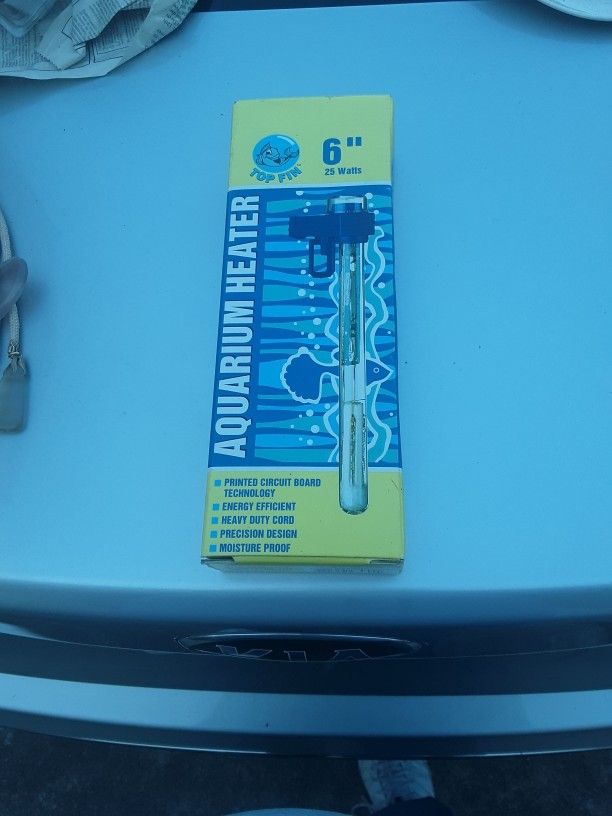 TOP FIN
6"
25 Watts
AQUARIUM HEATER
PRINTED CIRCUIT BOARD
TECHNOLOGY
ENERGY EFFICIENT
HEAVY DUTY CORD
PRECISION DESIGN
MOISTURE PROOF
KIA